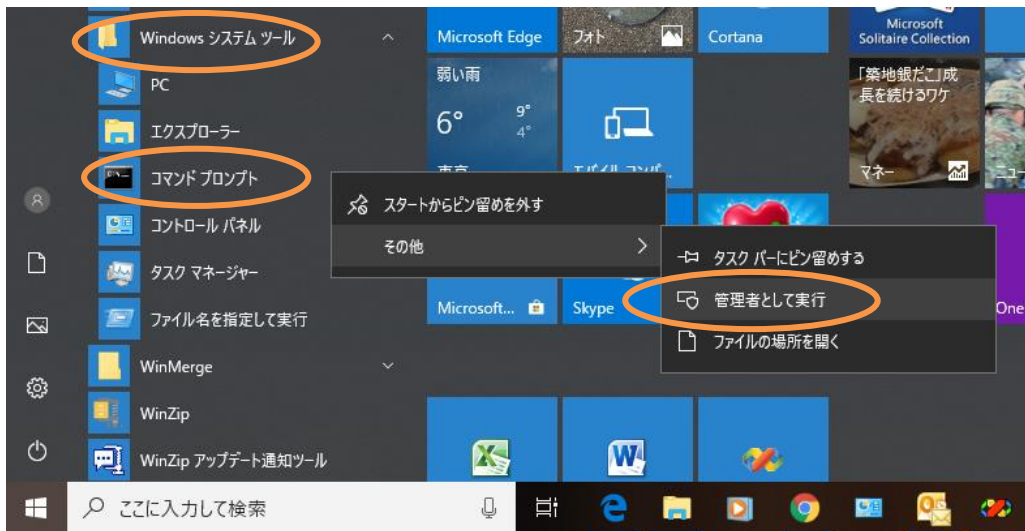 Windows システム ツール
PC
エクスプローラー
コマンド プロンプト
コントロール パネル
タスク マネージャー
ファイル名を指定して実行
WinMerge
WinZip
WinZip アップデート通知ツール
Microsoft Edge
フォト
Cortana
Microsoft
Solitaire Collection
弱い雨
6°
9°
4°
東京
「築地銀だこ」成
長を続けるワケ
マネー
スタートからピン留めを外す
その他
タスク バーにピン留めする
管理者として実行
ファイルの場所を開く
Microsoft...
Skype
One
ここに入力して検索